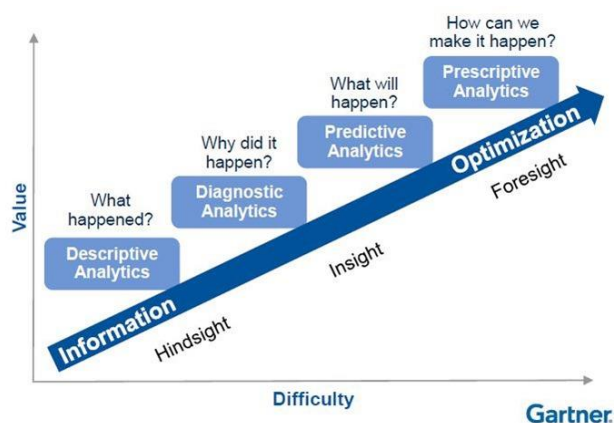 How can we
make it happen?
Prescriptive
Analytics
What will
happen?
Predictive
Analytics
Why did it
happen?
Diagnostic
Analytics
What
happened?
Descriptive
Analytics
Value
Information
Optimization
Hindsight
Insight
Foresight
Difficulty
Gartner.